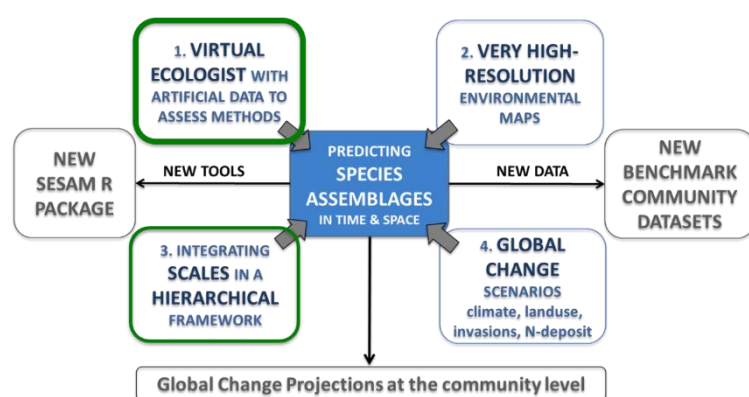 1. VIRTUAL
ECOLOGIST WITH
ARTIFICIAL DATA TO
ASSESS METHODS
2. VERY HIGH-
RESOLUTION
ENVIRONMENTAL
MAPS
NEW
SESAM R
PACKAGE
NEW TOOLS
PREDICTING
SPECIES
ASSEMBLAGES
IN TIME & SPACE
NEW DATA
NEW
BENCHMARK
COMMUNITY
DATASETS
3. INTEGRATING
SCALES IN A
HIERARCHICAL
FRAMEWORK
4. GLOBAL
CHANGE
SCENARIOS
climate, landuse,
invasions, N-deposit
Global Change Projections at the community level